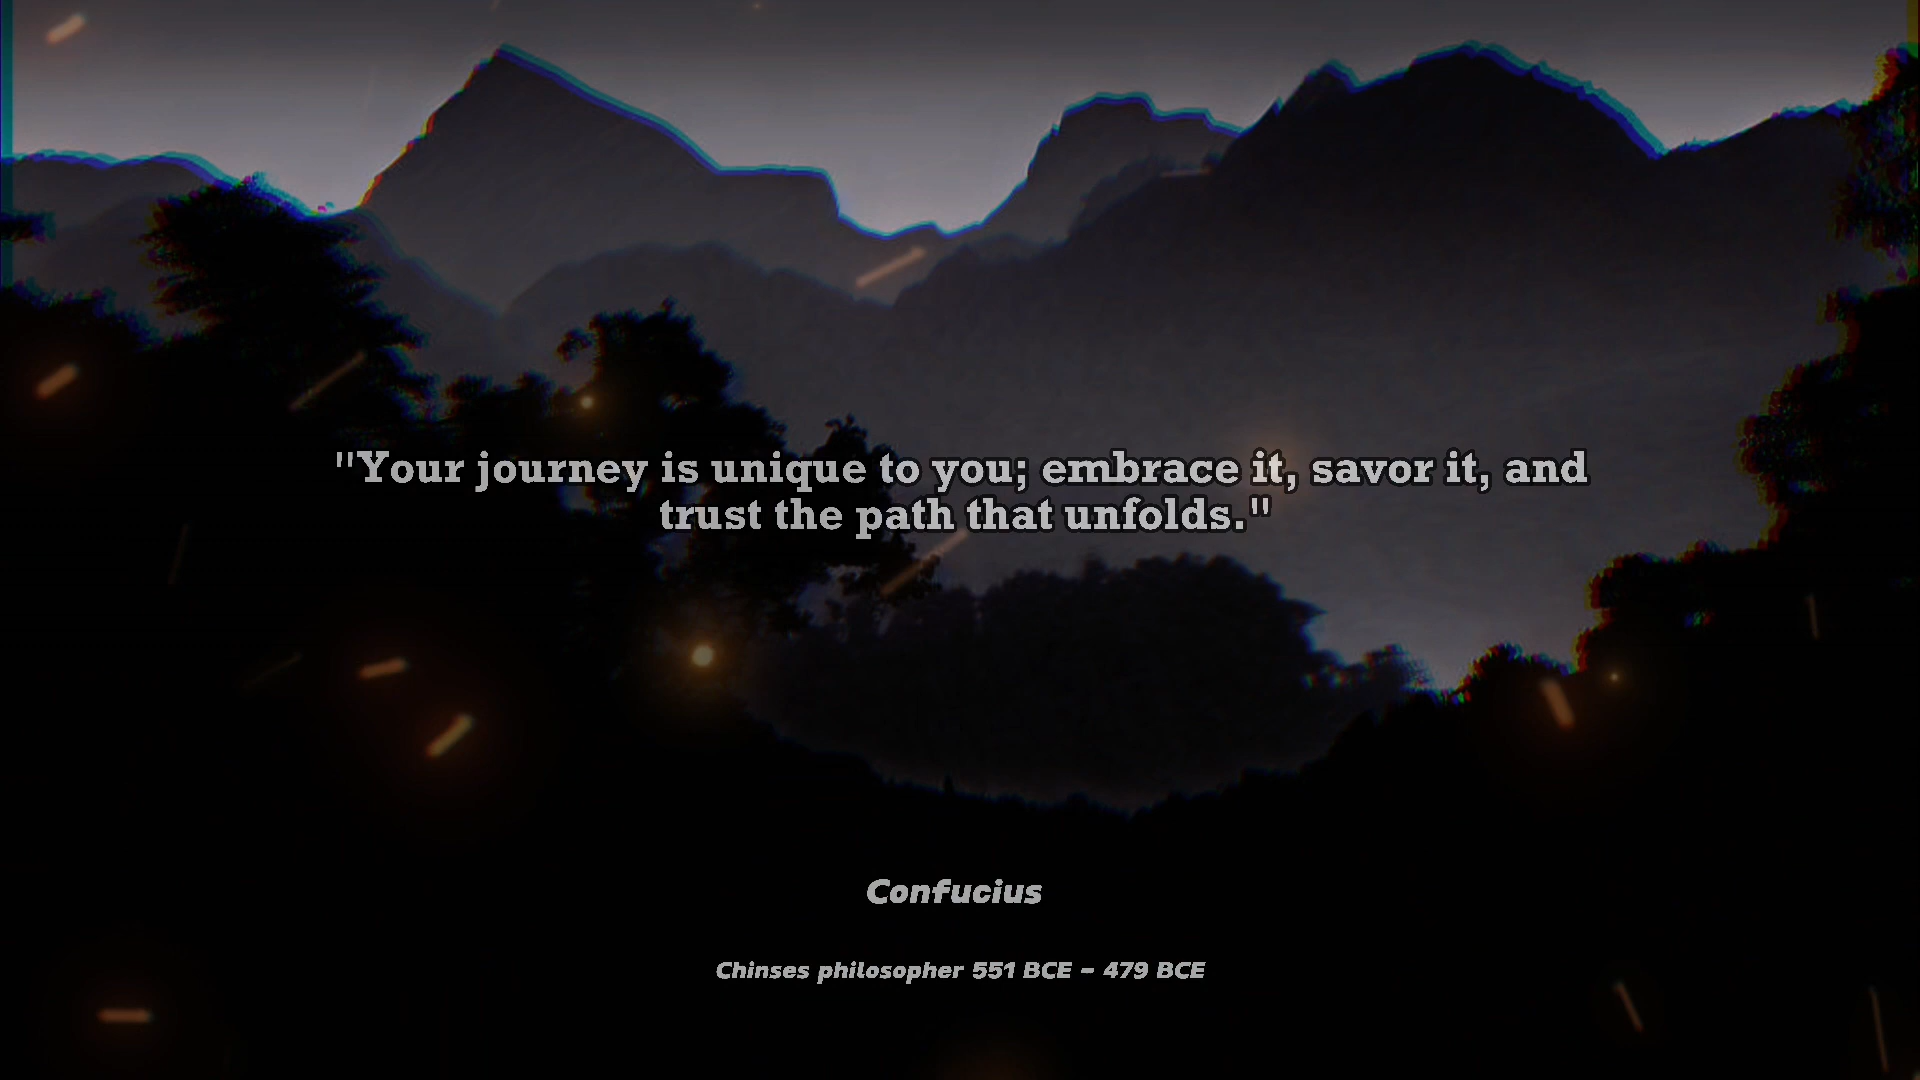 "Your journey is unique to you; embrace it, savor it, and
trust the path that unfolds."
Confucius
Chinses philosopher 551 BCE – 479 BCE